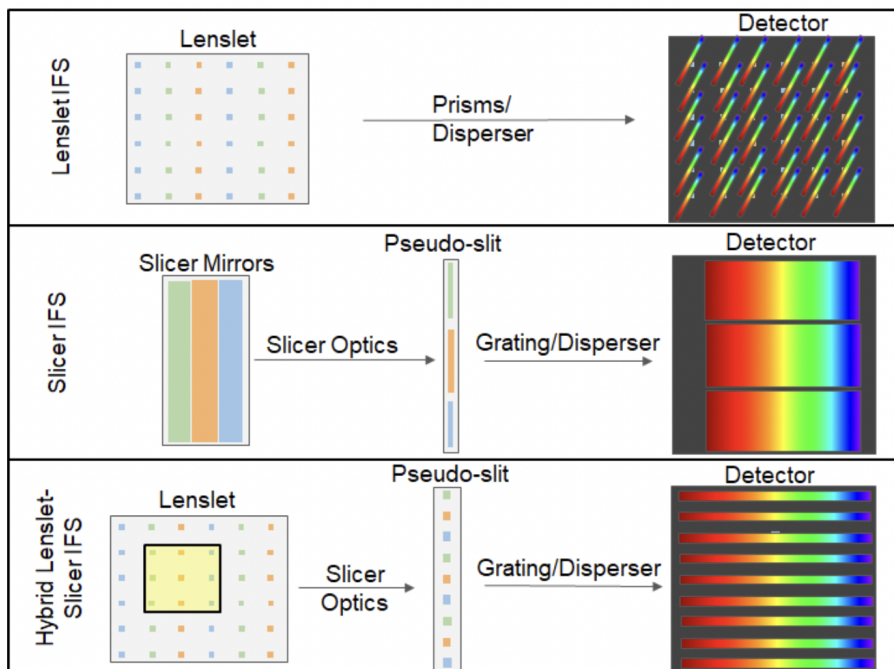 Lenslet IFS
Lenslet
Prisms/
Disperser
Detector
Slicer IFS
Slicer Mirrors
Slicer Optics
Pseudo-slit
Grating/Disperser
Detector
Hybrid Lenslet-
Slicer IFS
Lenslet
Slicer
Optics
Pseudo-slit
Grating/Disperser
Detector